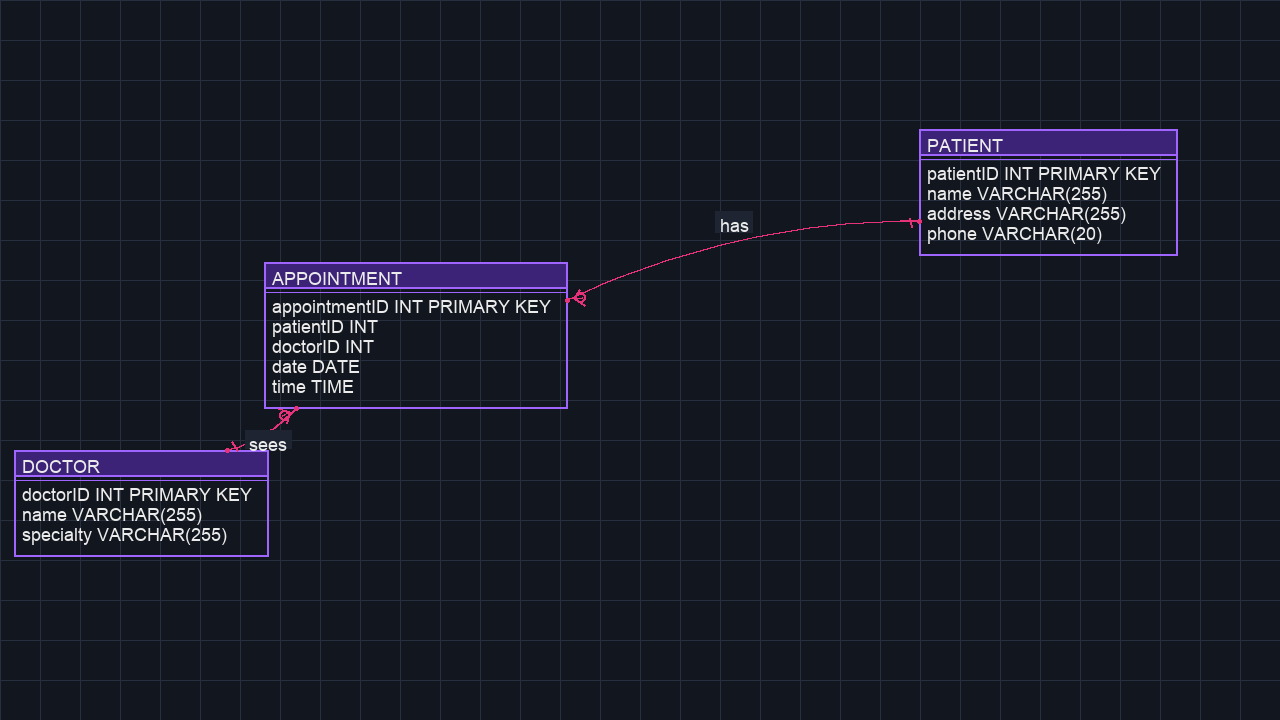 PATIENT
patientID INT PRIMARY KEY
name VARCHAR(255)
address VARCHAR(255)
phone VARCHAR(20)
has
APPOINTMENT
appointmentID INT PRIMARY KEY
patientID INT
doctorID INT
date DATE
time TIME
sees
DOCTOR
doctorID INT PRIMARY KEY
name VARCHAR(255)
specialty VARCHAR(255)